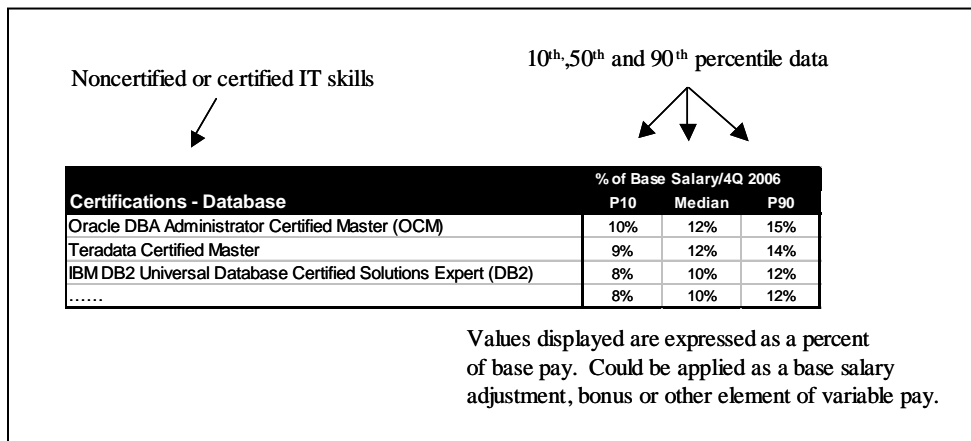 Noncertified or certified IT skills
10th,,50th and 90th percentile data
% of Base Salary/4Q 2006
Certifications - Database P10 Median P90
Oracle DBA Administrator Certified Master (OCM) 10% 12% 15%
Teradata Certified Master 9% 12% 14%
IBM DB2 Universal Database Certified Solutions Expert (DB2) 8% 10% 12%
...... 8% 10% 12%
Values displayed are expressed as a percent
of base pay. Could be applied as a base salary
adjustment, bonus or other element of variable pay.